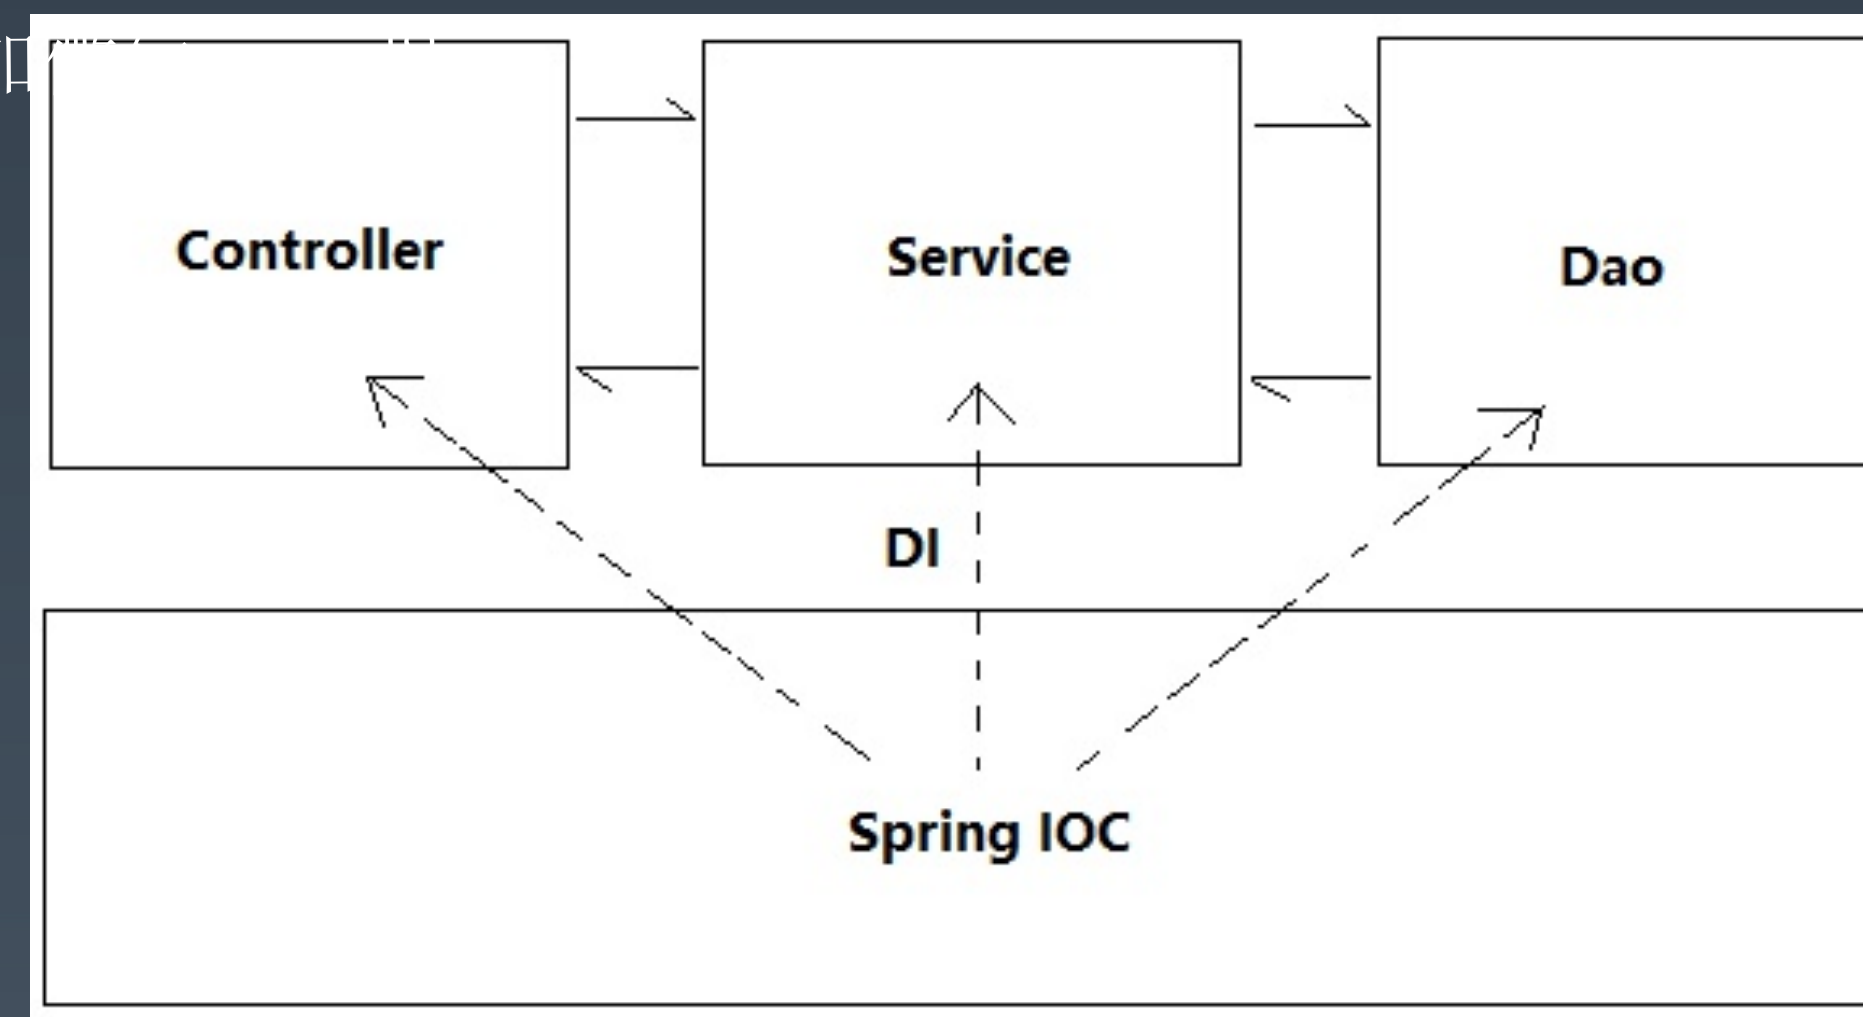 Controller
Service
Dao
DI
Spring IOC